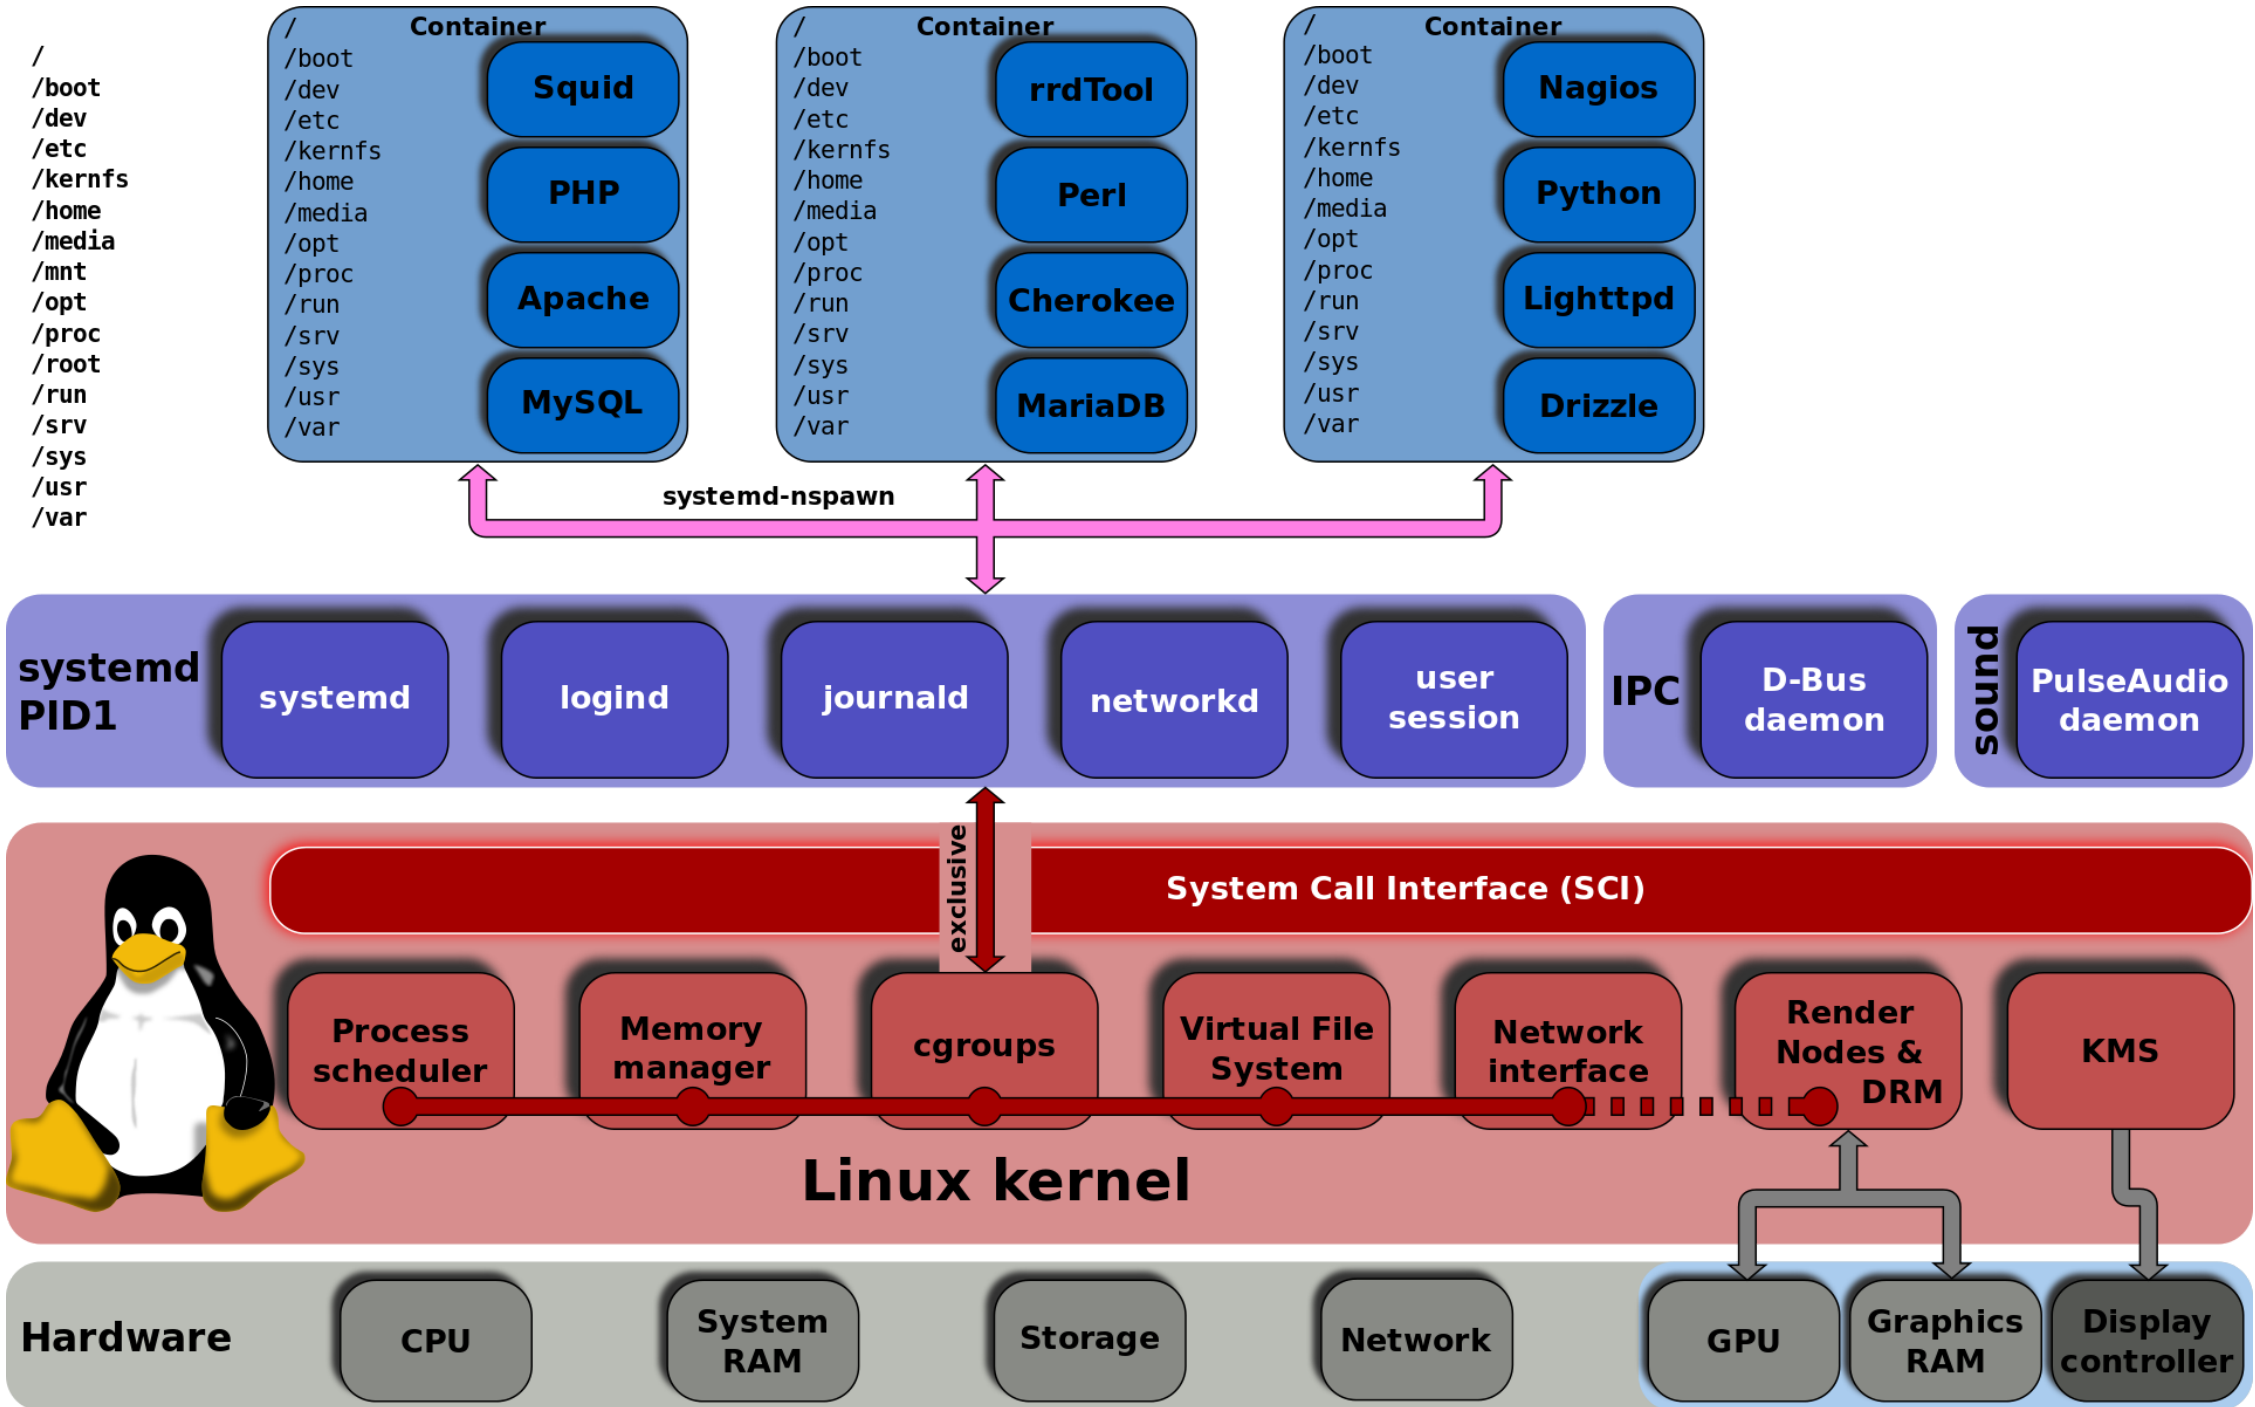 /
/boot
/dev
/etc
/kernfs
/home
/media
/mnt
/opt
/proc
/root
/run
/srv
/sys
/usr
/var
Container
/
/boot
/dev
/etc
/kernfs
/home
/media
/opt
/proc
/run
/srv
/sys
/usr
/var
Squid
PHP
Apache
MySQL
Container
/
/boot
/dev
/etc
/kernfs
/home
/media
/opt
/proc
/run
/srv
/sys
/usr
/var
rrdTool
Perl
Cherokee
MariaDB
Container
/
/boot
/dev
/etc
/kernfs
/home
/media
/opt
/proc
/run
/srv
/sys
/usr
/var
Nagios
Python
Lighttpd
Drizzle
systemd-nspawn
systemd
PID1
systemd
logind
journald
networkd
user
session
IPC
D-Bus
daemon
sound
PulseAudio
daemon
exclusive
System Call Interface (SCI)
Process
scheduler
Memory
manager
cgroups
Virtual File
System
Network
interface
Render
Nodes &
DRM
KMS
Linux kernel
Hardware
CPU
System
RAM
Storage
Network
GPU
Graphics
RAM
Display
controller